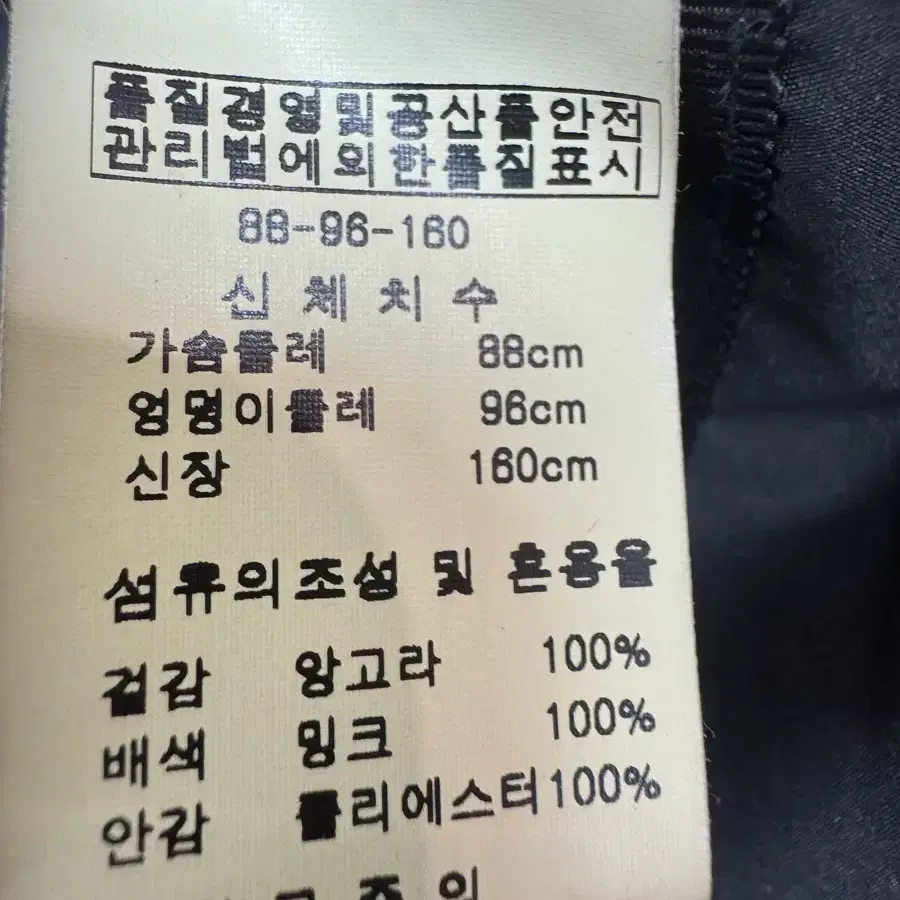 품질경영및공산품안전
관리법에의한품질표시
88-96-160
신체치수
가슴둘레 88cm
엉덩이둘레 96cm
신장 160cm
섬유의조성 및 혼용율
겉감 앙고라 100%
배색 밍크 100%
안감 폴리에스터 100%